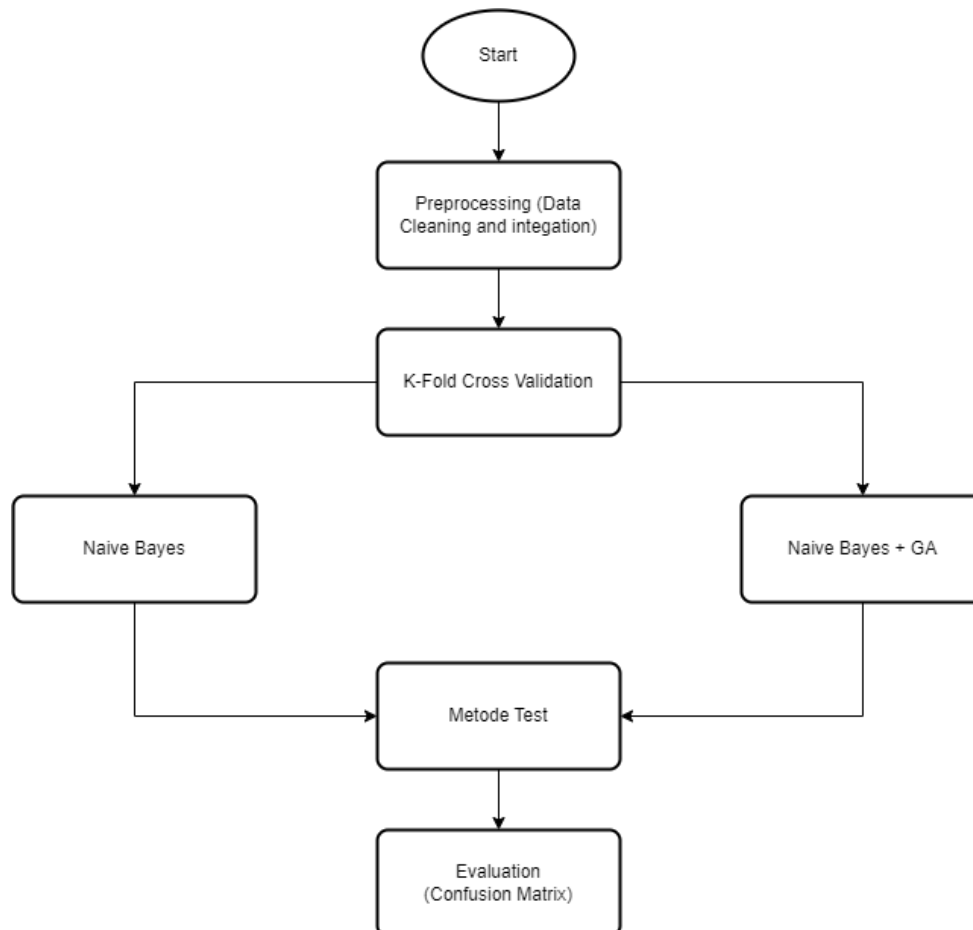 Start
Preprocessing (Data
Cleaning and integation)
K-Fold Cross Validation
Naive Bayes
Naive Bayes + GA
Metode Test
Evaluation
(Confusion Matrix)